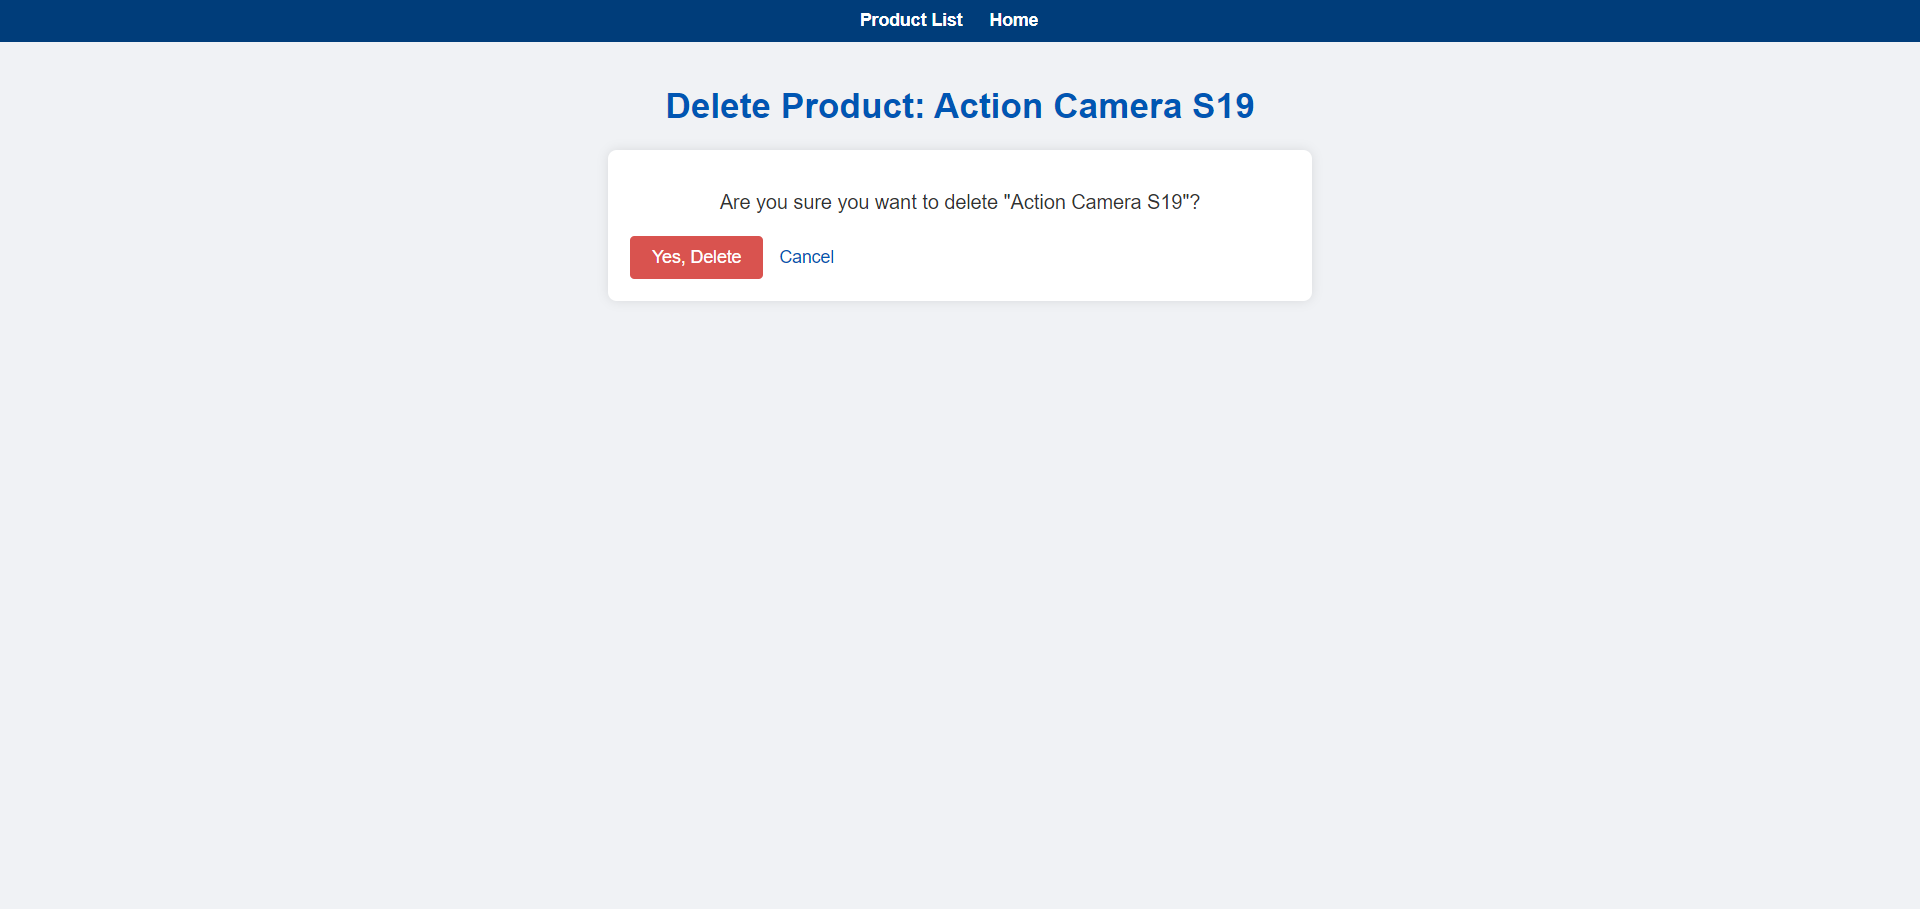 Product List Home
Delete Product: Action Camera S19
Are you sure you want to delete "Action Camera S19"?
Yes, Delete Cancel